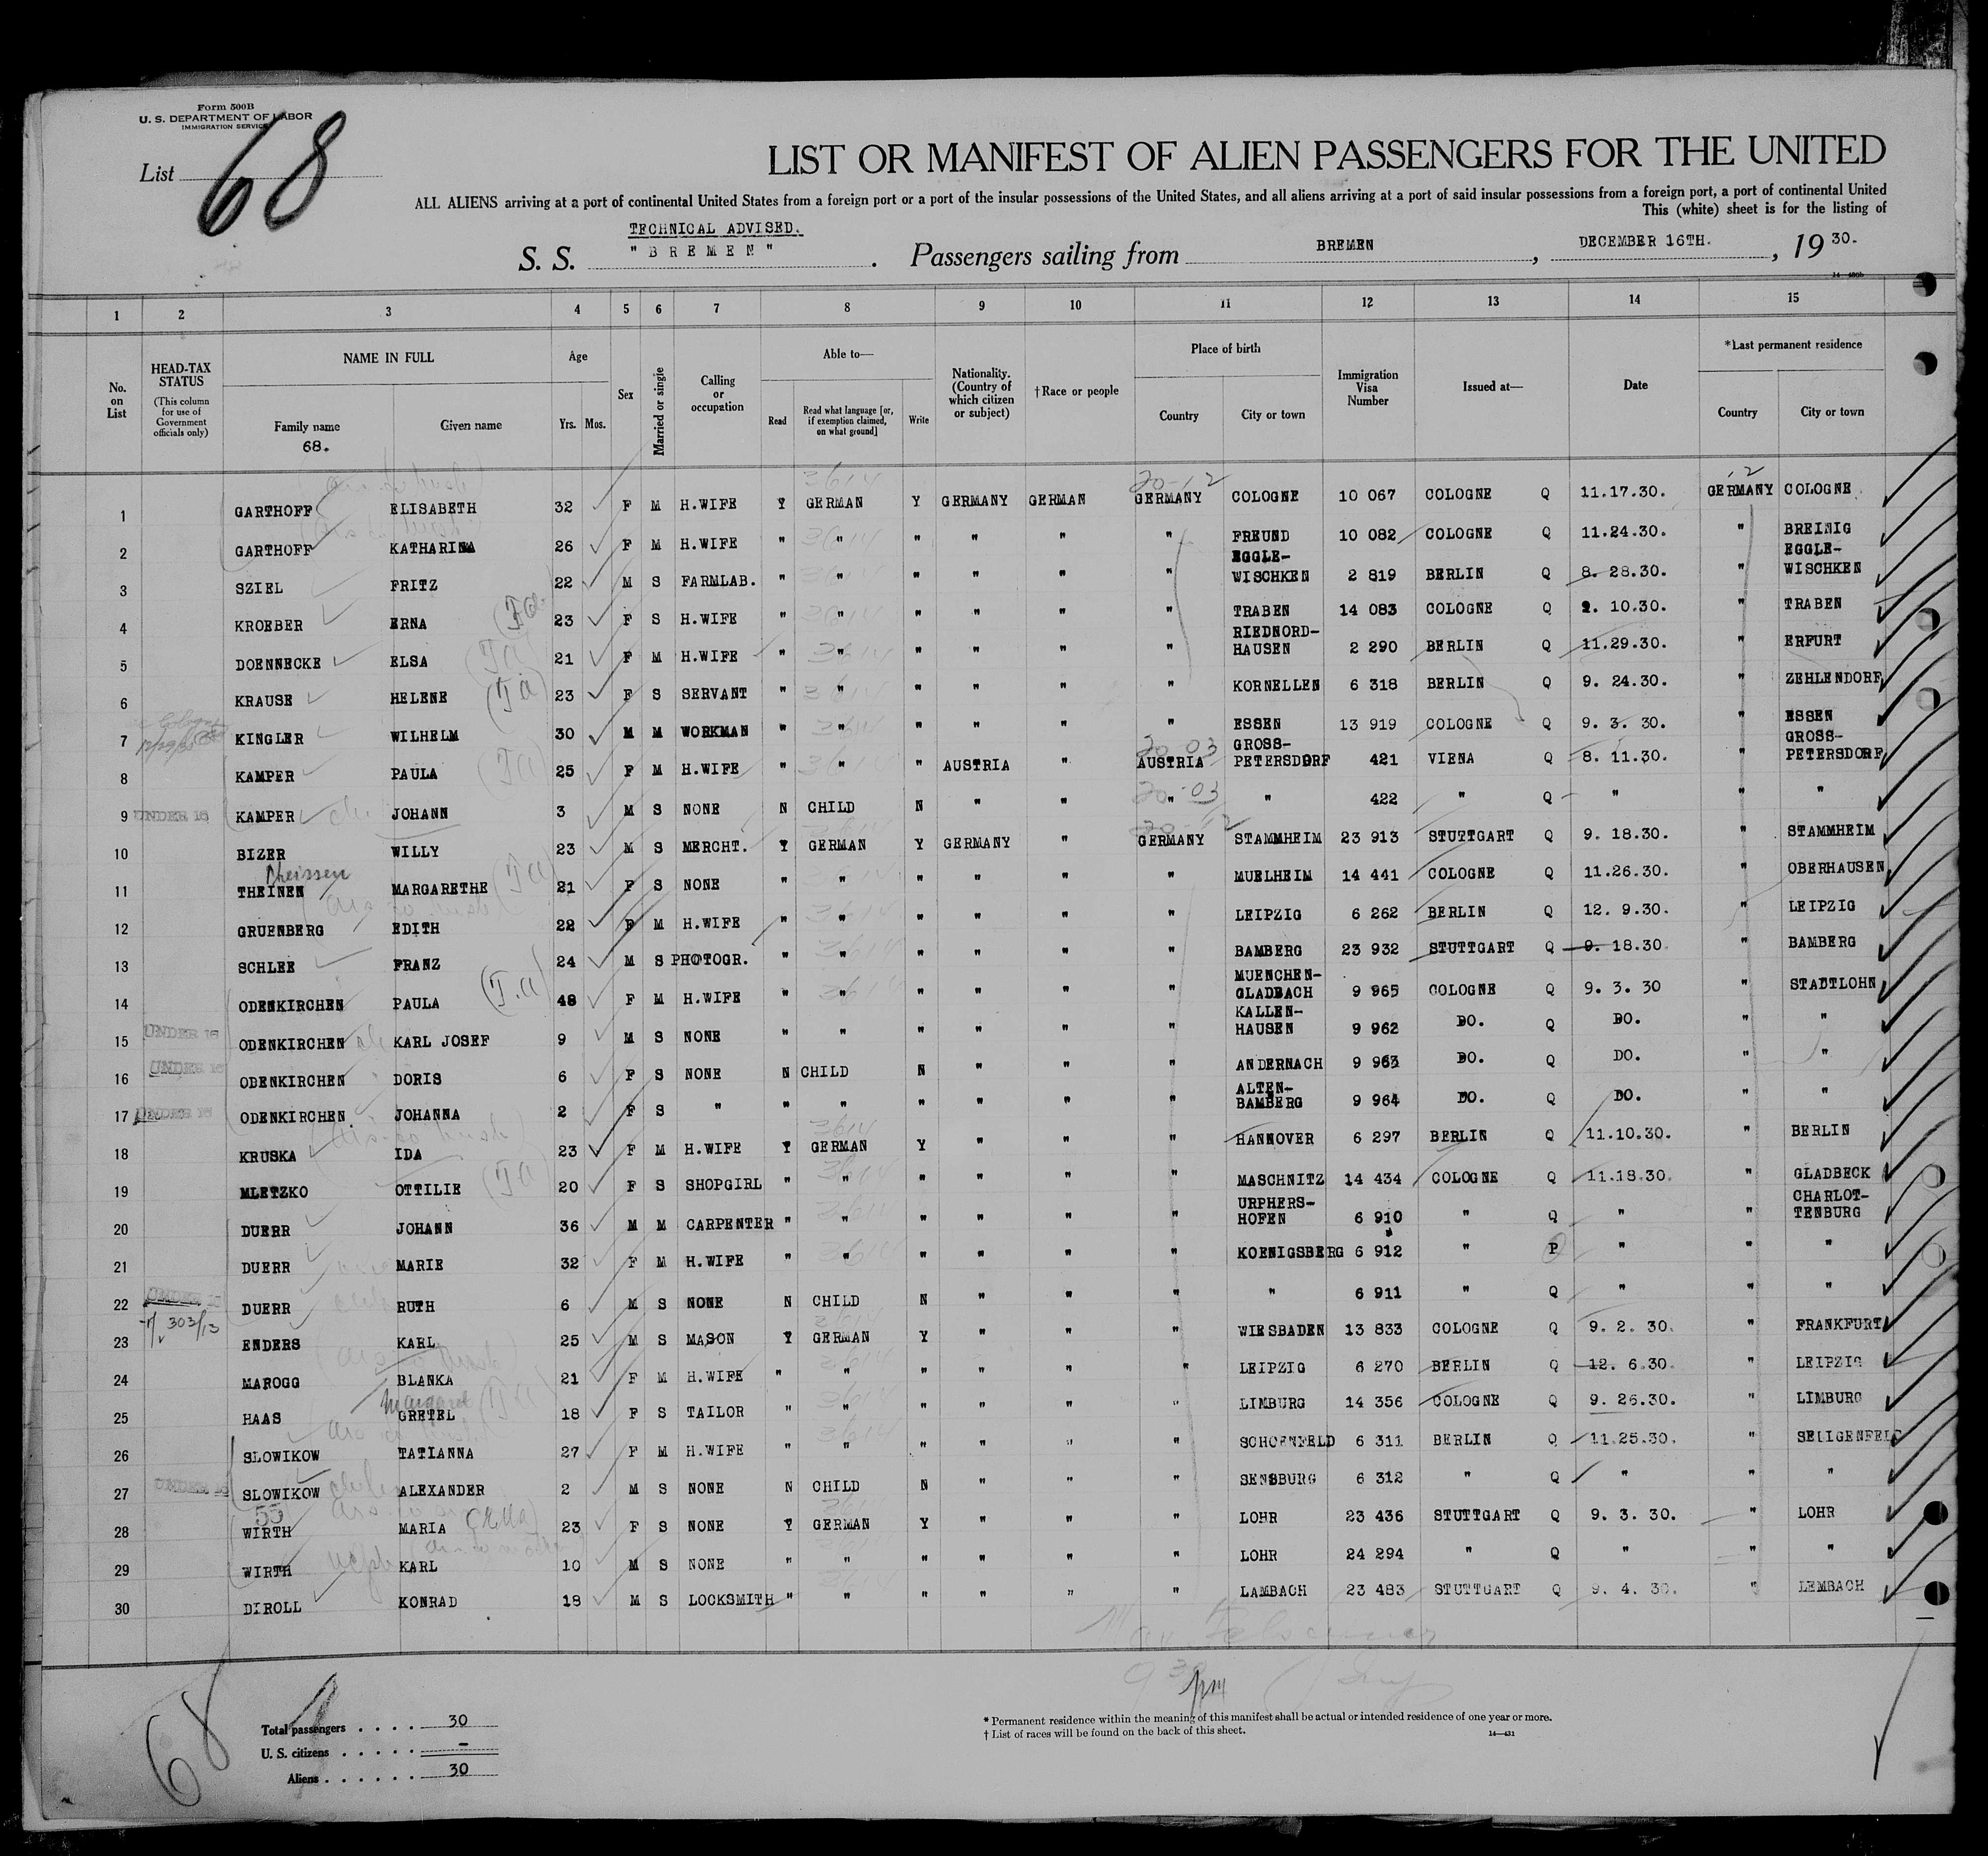 Form 500B
U. S. DEPARTMENT OF LABOR
IMMIGRATION SERVICE
List 68
LIST OR MANIFEST OF ALIEN PASSENGERS FOR THE UNITED
ALL ALIENS arriving at a port of continental United States from a foreign port or a port of the insular possessions of the United States, and all aliens arriving at a port of said insular possessions from a foreign port, a port of continental United
This (white) sheet is for the listing of
TECHNICAL ADVISED.
S. S. "BREMEN". Passengers sailing from BREMEN, DECEMBER 16TH., 1930.
1 2 3 4 5 6 7 8 9 10 11 12 13 14 15
No. on List
HEAD-TAX STATUS (This column for use of Government officials only)
NAME IN FULL
Family name
68.
Given name
Age
Yrs. Mos.
Sex
Married or single
Calling or occupation
Able to—
Read
Read what language [or, if exemption claimed, on what ground]
Write
Nationality. (Country of which citizen or subject)
†Race or people
Place of birth
Country
City or town
Immigration Visa Number
Issued at—
Date
*Last permanent residence
Country
City or town
1 GARTHOFF ELISABETH 32 F M H.WIFE Y GERMAN Y GERMANY GERMAN GERMANY COLOGNE 10 067 COLOGNE Q 11.17.30. GERMANY COLOGNE
2 GARTHOFF KATHARINA 26 F M H.WIFE " " " " " " FREUND 10 082 COLOGNE Q 11.24.30. " BREINIG
3 SZIEL FRITZ 22 M S FARMLAB. " " " " " " EGGLE-WISCHKEN 2 819 BERLIN Q 8. 28.30. " EGGLE-WISCHKEN
4 KROEBER ERNA (Ta) 23 F S H.WIFE " " " " " " TRABEN 14 083 COLOGNE Q 2. 10.30. " TRABEN
5 DOENNECKE ELSA (Ta) 21 F M H.WIFE " " " " " " RIEDNORD-HAUSEN 2 290 BERLIN Q 11.29.30. " ERFURT
6 KRAUSE HELENE (Ta) 23 F S SERVANT " " " " " " KORNELLEN 6 318 BERLIN Q 9. 24.30. " ZEHLENDORF
7 KINGLER WILHELM 30 M M WORKMAN " " " " " " ESSEN 13 919 COLOGNE Q 9. 3. 30. " ESSEN
8 KAMPER PAULA (Ta) 25 F M H.WIFE " " " AUSTRIA " AUSTRIA GROSS-PETERSDORF 421 VIENA Q 8. 11.30. " GROSS-PETERSDORF
9 UNDER 16 KAMPER JOHANN 3 M S NONE N CHILD N " " " " 422 " Q " " "
10 BIZER WILLY 23 M S MERCHT. Y GERMAN Y GERMANY " GERMANY STAMMHEIM 23 913 STUTTGART Q 9. 18.30. " STAMMHEIM
Theissen
11 THEINEN MARGARETHE (Ta) 21 F S NONE " " " " " " MUELHEIM 14 441 COLOGNE Q 11.26.30. " OBERHAUSEN
12 GRUENBERG EDITH 22 F M H.WIFE " " " " " " LEIPZIG 6 262 BERLIN Q 12. 9.30. " LEIPZIG
13 SCHLEE FRANZ 24 M S PHOTOGR. " " " " " " BAMBERG 23 932 STUTTGART Q 9. 18.30. " BAMBERG
14 ODENKIRCHEN PAULA (T.a) 48 F M H.WIFE " " " " " " MUENCHEN-GLADBACH 9 965 COLOGNE Q 9. 3. 30 " STADTLOHN
15 UNDER 16 ODENKIRCHEN KARL JOSEF 9 M S NONE " " " " " " KALLEN-HAUSEN 9 962 DO. Q DO. " "
16 UNDER 16 ODENKIRCHEN DORIS 6 F S NONE N CHILD N " " " ANDERNACH 9 963 DO. Q DO. " "
17 UNDER 16 ODENKIRCHEN JOHANNA 2 F S " " " " " " " ALTEN-BAMBERG 9 964 DO. Q DO. " "
18 KRUSKA IDA 23 F M H.WIFE Y GERMAN Y " " " HANNOVER 6 297 BERLIN Q 11.10.30. " BERLIN
19 MLETZKO OTTILIE (Ta) 20 F S SHOPGIRL " " " " " " MASCHNITZ 14 434 COLOGNE Q 11.18.30. " GLADBECK
20 DUERR JOHANN 36 M M CARPENTER " " " " " " URPHERS-HOFEN 6 910 " Q " " CHARLOT-TENBURG
21 DUERR MARIE 32 F M H.WIFE " " " " " " KOENIGSBERG 6 912 " P " " "
22 UNDER 16 DUERR RUTH 6 M S NONE N CHILD N " " " " 6 911 " Q " " "
303/13
23 ENDERS KARL 25 M S MASON Y GERMAN Y " " " WIESBADEN 13 833 COLOGNE Q 9. 2. 30. " FRANKFURT
24 MAROGG BLANKA 21 F M H.WIFE " " " " " " LEIPZIG 6 270 BERLIN Q 12. 6.30. " LEIPZIG
Margaret
25 HAAS GRETEL (Ta) 18 F S TAILOR " " " " " " LIMBURG 14 356 COLOGNE Q 9. 26.30. " LIMBURG
26 SLOWIKOW TATIANNA 27 F M H.WIFE " " " " " " SCHOENFELD 6 311 BERLIN Q 11.25.30. " SELIGENFELD
27 UNDER 16 SLOWIKOW ALEXANDER 2 M S NONE N CHILD N " " " SENSBURG 6 312 " Q " " "
55
28 WIRTH MARIA 23 F S NONE Y GERMAN Y " " " LOHR 23 436 STUTTGART Q 9. 3. 30. " LOHR
29 WIRTH KARL 10 M S NONE " " " " " " LOHR 24 294 " Q " " "
30 DIROLL KONRAD 18 M S LOCKSMITH " " " " " " LAMBACH 23 483 STUTTGART Q 9. 4. 30. " LEMBACH
9 30 pm
68
Total passengers . . . . 30
U. S. citizens . . . . . –
Aliens . . . . . . 30
* Permanent residence within the meaning of this manifest shall be actual or intended residence of one year or more.
† List of races will be found on the back of this sheet.
14—431